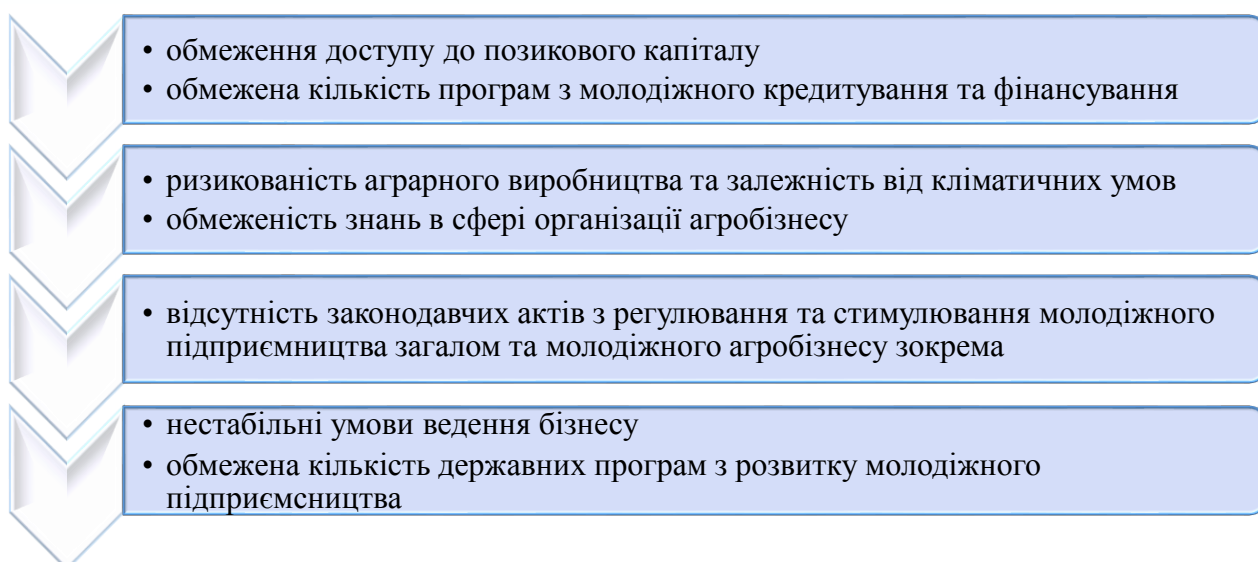 • обмеження доступу до позикового капіталу
• обмежена кількість програм з молодіжного кредитування та фінансування
• ризикованість аграрного виробництва та залежність від кліматичних умов
• обмеженість знань в сфері організації агробізнесу
• відсутність законодавчих актів з регулювання та стимулювання молодіжного
підприємництва загалом та молодіжного агробізнесу зокрема
• нестабільні умови ведення бізнесу
• обмежена кількість державних програм з розвитку молодіжного
підприємсництва